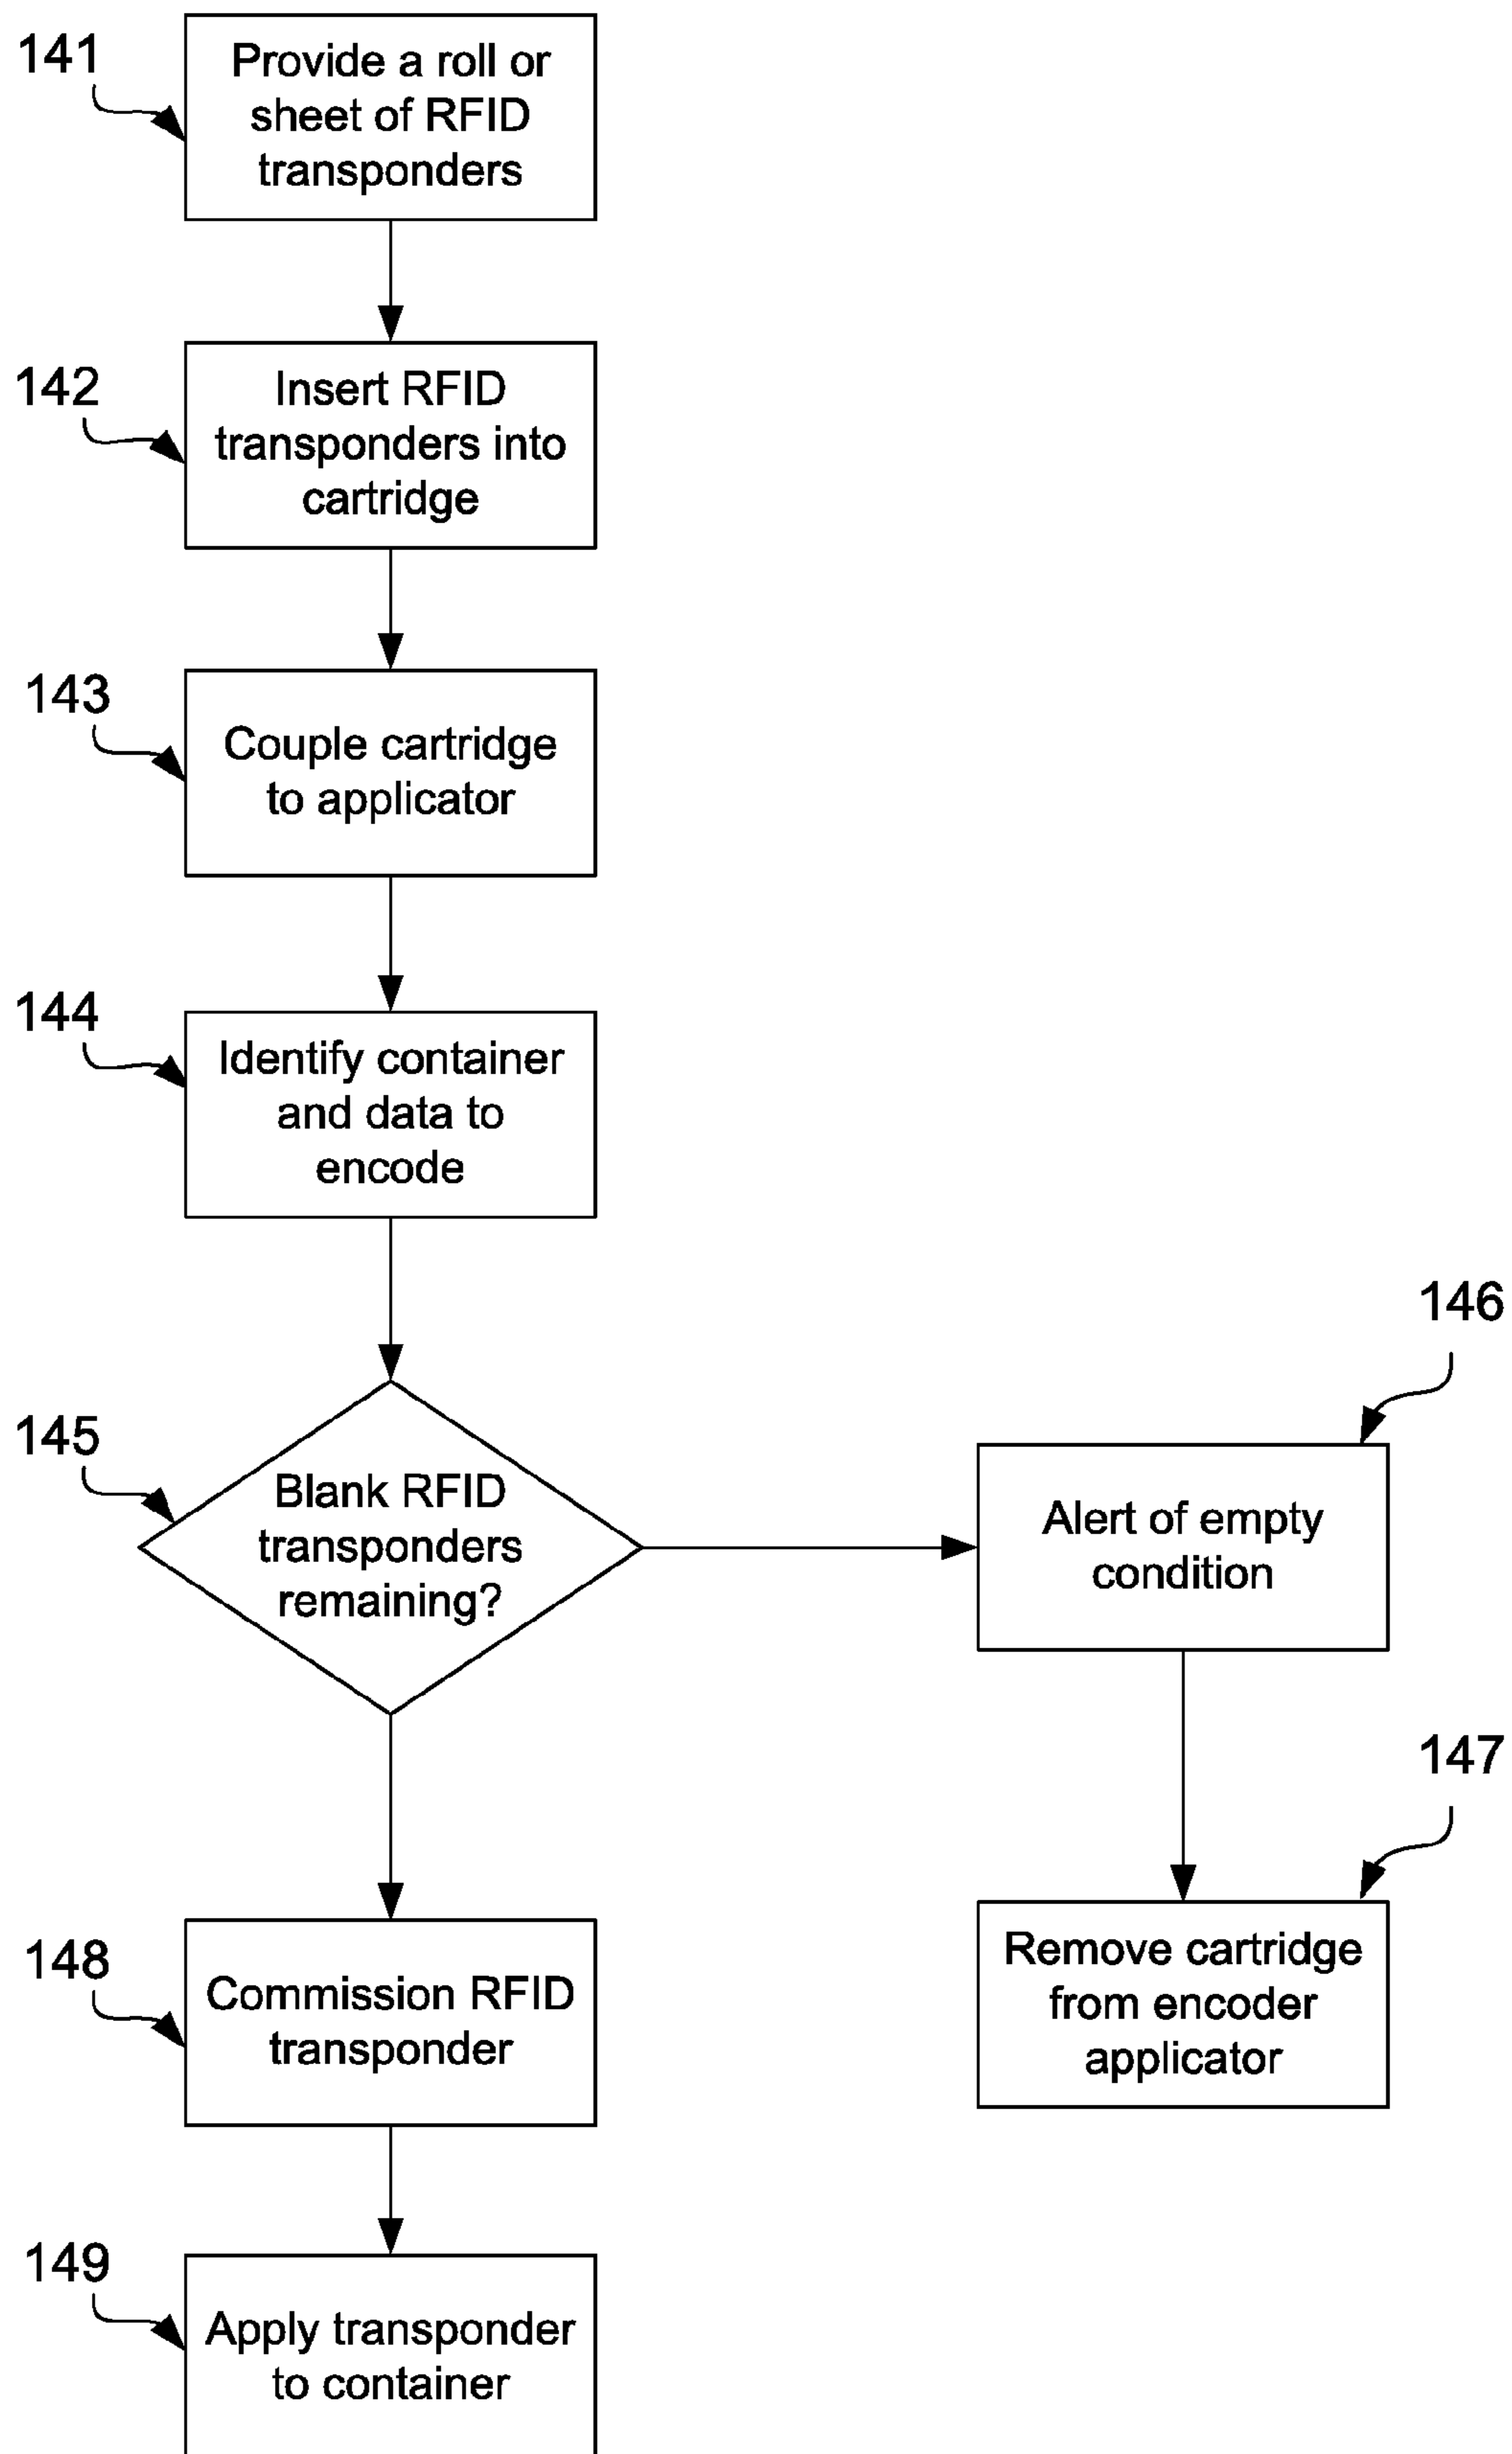 141
Provide a roll or
sheet of RFID
transponders
142
Insert RFID
transponders into
cartridge
143
Couple cartridge
to applicator
144
Identify container
and data to
encode
145
Blank RFID
transponders
remaining?
146
Alert of empty
condition
147
Remove cartridge
from encoder
applicator
148
Commission RFID
transponder
149
Apply transponder
to container